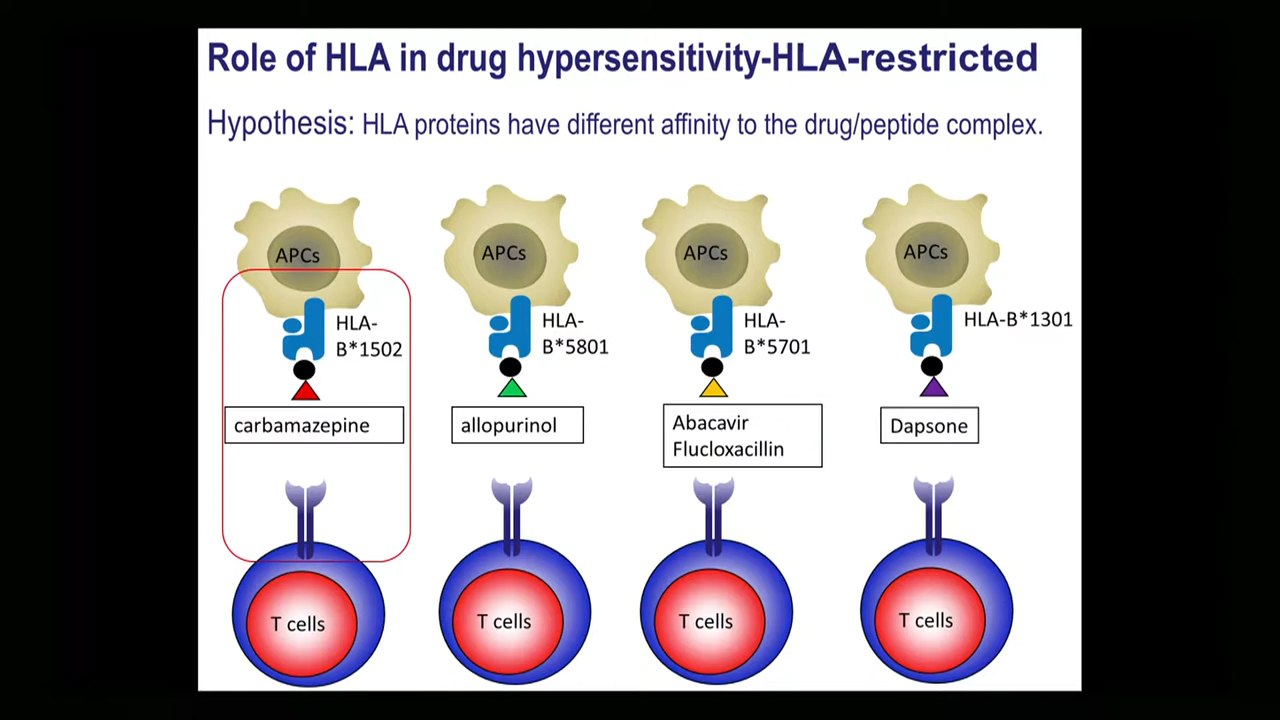 Role of HLA in drug hypersensitivity-HLA-restricted
Hypothesis: HLA proteins have different affinity to the drug/peptide complex.
APCs
APCs
APCs
APCs
HLA-
B*1502
HLA-
B*5801
HLA-
B*5701
HLA-B*1301
carbamazepine
allopurinol
Abacavir
Flucloxacillin
Dapsone
T cells
T cells
T cells
T cells